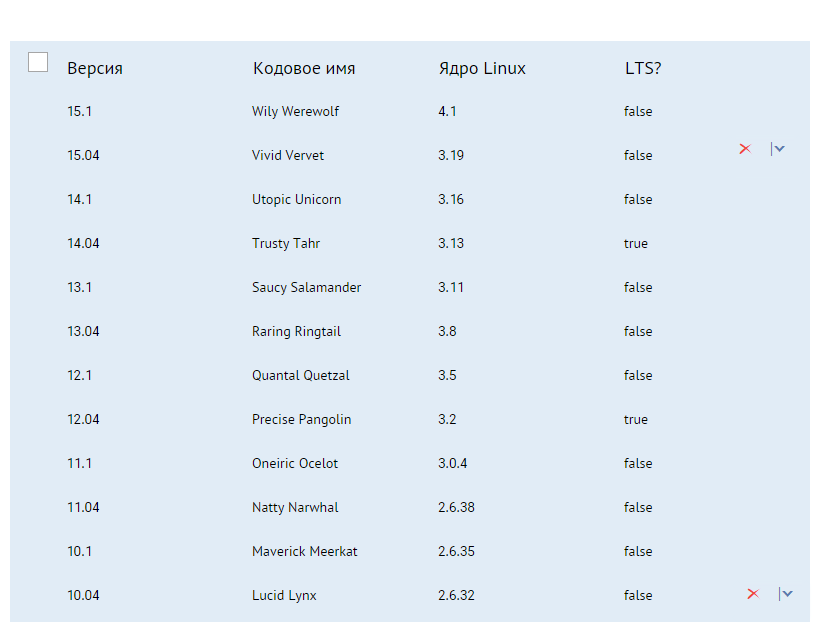 Версия Кодовое имя Ядро Linux LTS?
15.1 Wily Werewolf 4.1 false
15.04 Vivid Vervet 3.19 false
14.1 Utopic Unicorn 3.16 false
14.04 Trusty Tahr 3.13 true
13.1 Saucy Salamander 3.11 false
13.04 Raring Ringtail 3.8 false
12.1 Quantal Quetzal 3.5 false
12.04 Precise Pangolin 3.2 true
11.1 Oneiric Ocelot 3.0.4 false
11.04 Natty Narwhal 2.6.38 false
10.1 Maverick Meerkat 2.6.35 false
10.04 Lucid Lynx 2.6.32 false